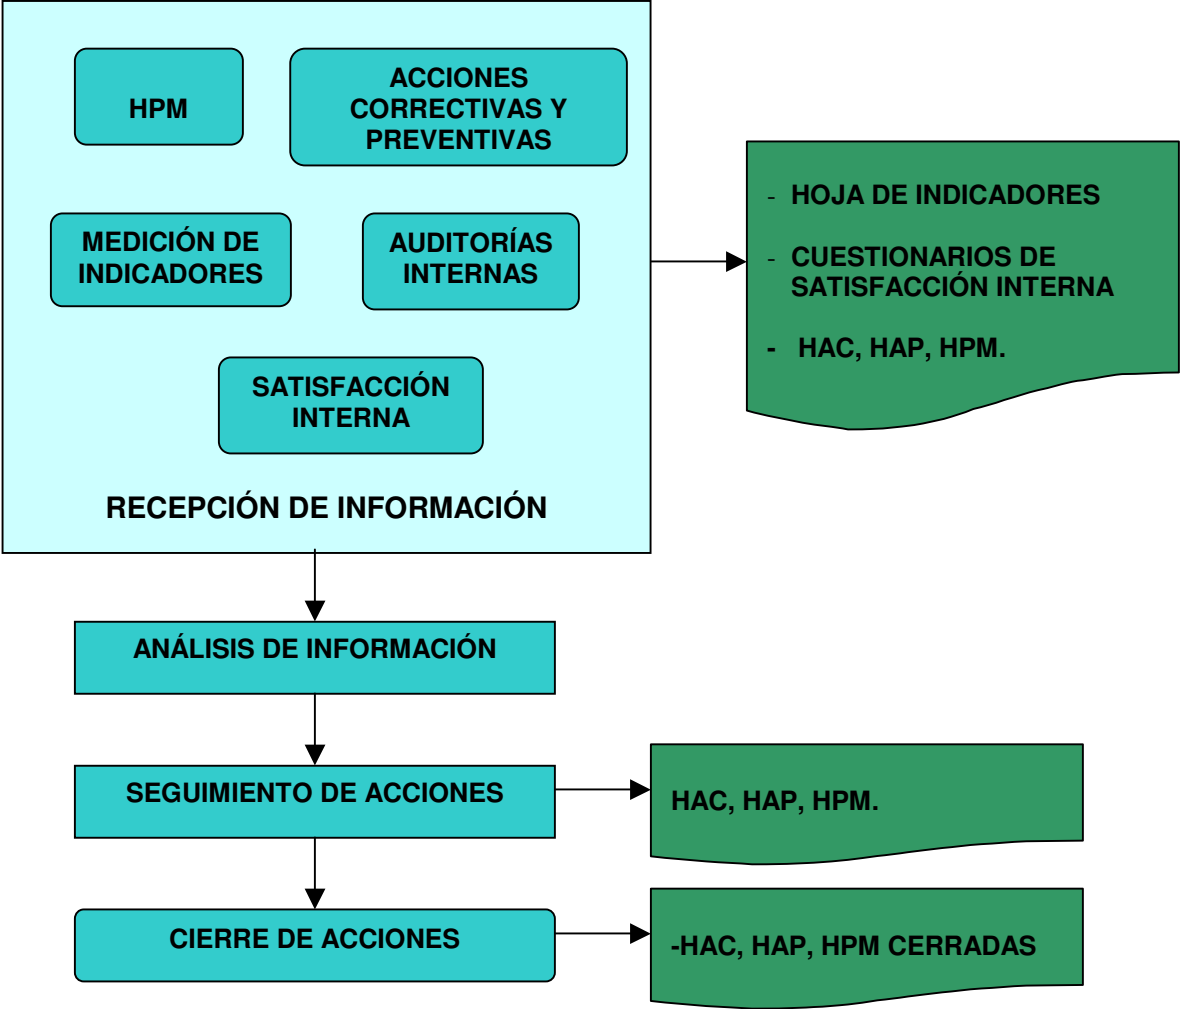 HPM
ACCIONES
CORRECTIVAS Y
PREVENTIVAS
MEDICIÓN DE
INDICADORES
AUDITORÍAS
INTERNAS
SATISFACCIÓN
INTERNA
RECEPCIÓN DE INFORMACIÓN
- HOJA DE INDICADORES
- CUESTIONARIOS DE
SATISFACCIÓN INTERNA
- HAC, HAP, HPM.
ANÁLISIS DE INFORMACIÓN
SEGUIMIENTO DE ACCIONES
HAC, HAP, HPM.
CIERRE DE ACCIONES
-HAC, HAP, HPM CERRADAS